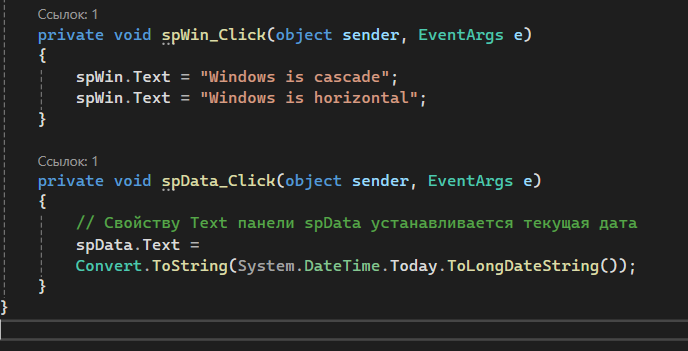 Ссылок: 1
private void spWin_Click(object sender, EventArgs e)
{
spWin.Text = "Windows is cascade";
spWin.Text = "Windows is horizontal";
}
Ссылок: 1
private void spData_Click(object sender, EventArgs e)
{
// Свойству Text панели spData устанавливается текущая дата
spData.Text =
Convert.ToString(System.DateTime.Today.ToLongDateString());
}
}